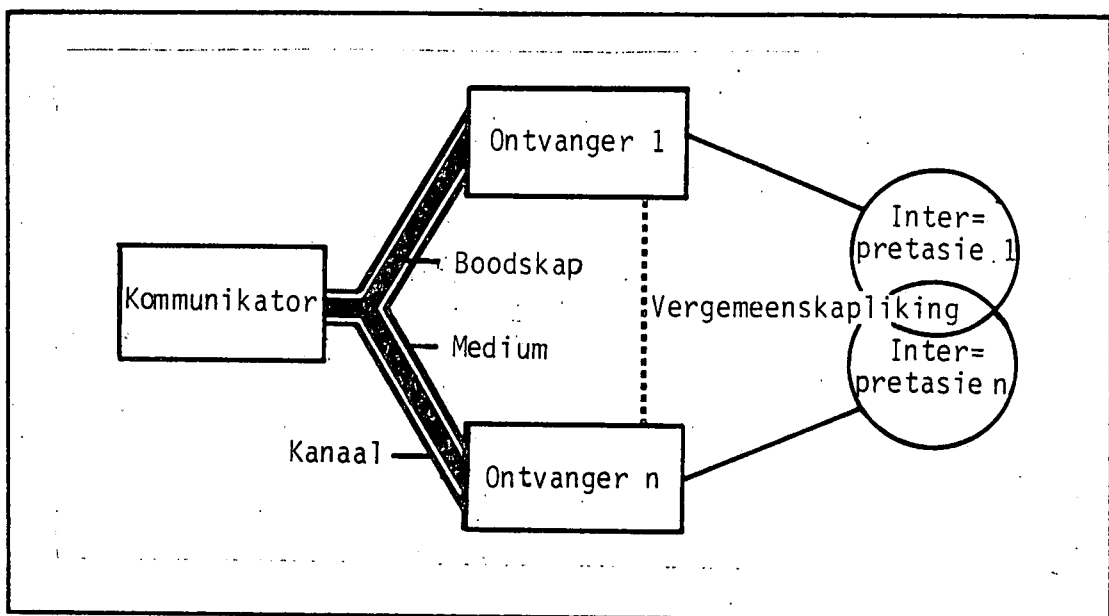 Ontvanger 1
Inter=
pretasie 1
Boodskap
Kommunikator
Vergemeenskapliking
Medium
Inter=
pretasie n
Kanaal
Ontvanger n